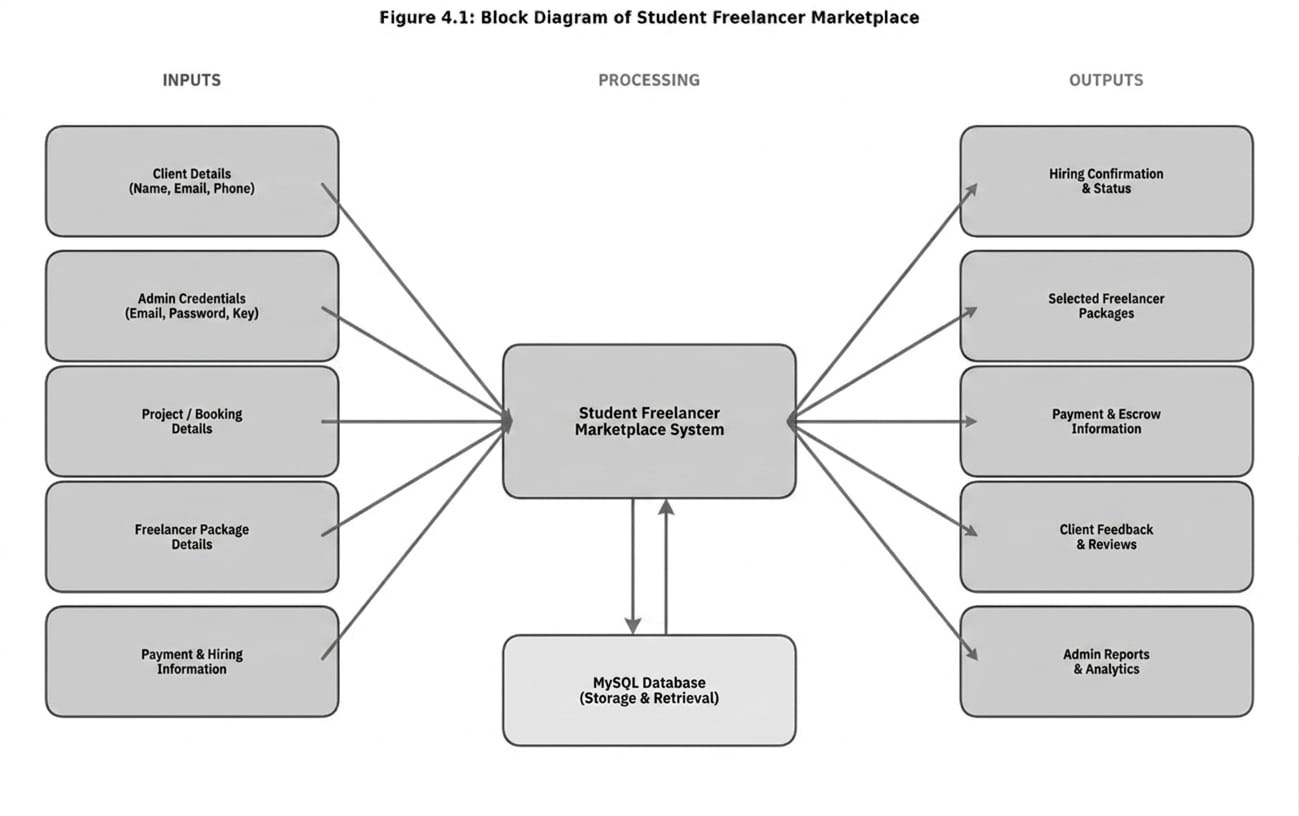 Figure 4.1: Block Diagram of Student Freelancer Marketplace
INPUTS
PROCESSING
OUTPUTS
Client Details
(Name, Email, Phone)
Admin Credentials
(Email, Password, Key)
Project / Booking
Details
Freelancer Package
Details
Payment & Hiring
Information
Student Freelancer
Marketplace System
MySQL Database
(Storage & Retrieval)
Hiring Confirmation
& Status
Selected Freelancer
Packages
Payment & Escrow
Information
Client Feedback
& Reviews
Admin Reports
& Analytics